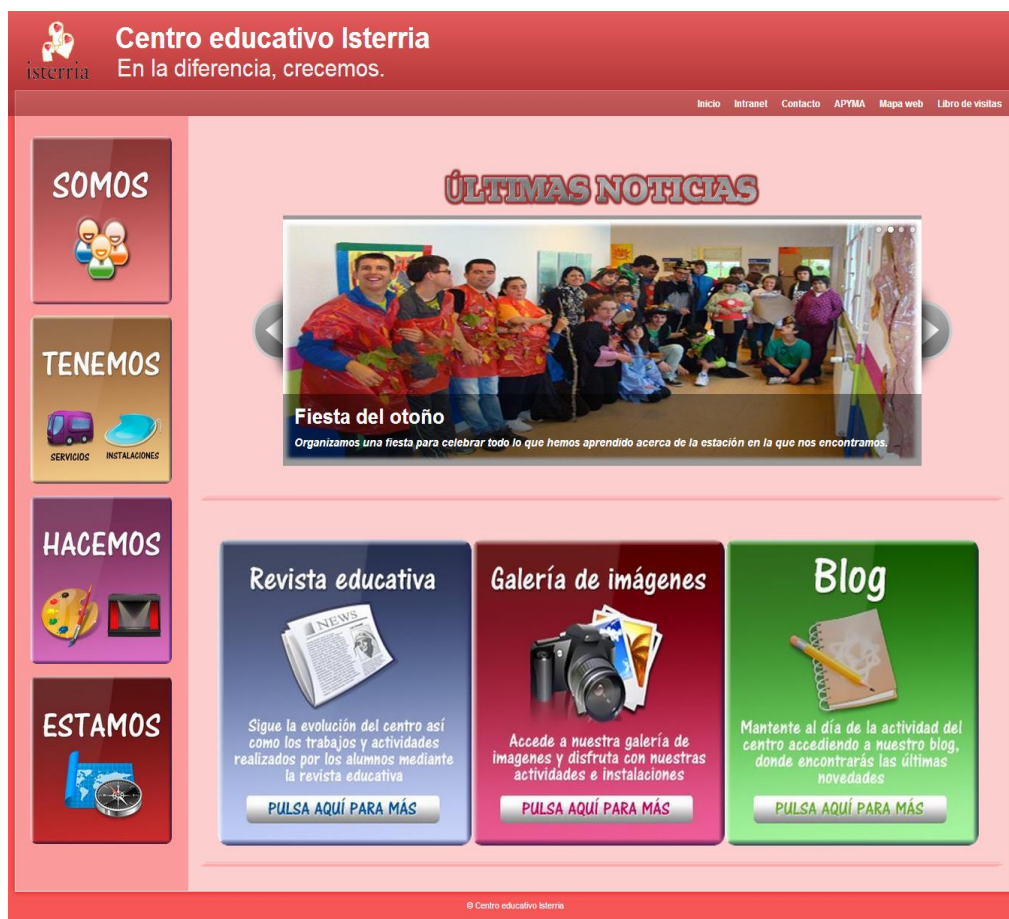 isterria
Centro educativo Isterria
En la diferencia, crecemos.
Inicio Intranet Contacto APYMA Mapa web Libro de visitas
SOMOS
TENEMOS
SERVICIOS INSTALACIONES
HACEMOS
ESTAMOS
ÚLTIMAS NOTICIAS
Fiesta del otoño
Organizamos una fiesta para celebrar todo lo que hemos aprendido acerca de la estación en la que nos encontramos.
Revista educativa
NEWS
Sigue la evolución del centro así
como los trabajos y actividades
realizados por los alumnos mediante
la revista educativa
PULSA AQUÍ PARA MÁS
Galería de imágenes
Accede a nuestra galería de
imagenes y disfruta con nuestras
actividades e instalaciones
PULSA AQUÍ PARA MÁS
Blog
Mantente al día de la actividad del
centro accediendo a nuestro blog,
donde encontrarás las últimas
novedades
PULSA AQUÍ PARA MÁS
© Centro educativo Isterria